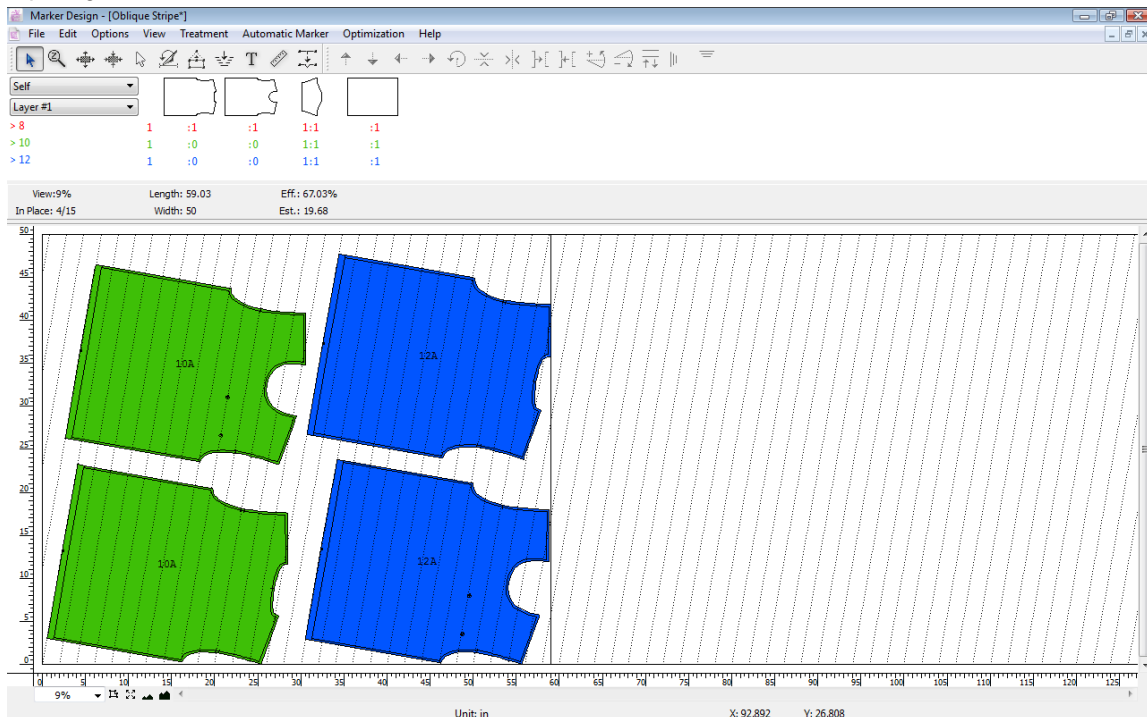 Marker Design - [Oblique Stripe*]
File Edit Options View Treatment Automatic Marker Optimization Help
T
Self
Layer #1
> 8 1 :1 :1 1:1 :1
> 10 1 :0 :0 1:1 :1
> 12 1 :0 :0 1:1 :1
View:9% Length: 59.03 Eff.: 67.03%
In Place: 4/15 Width: 50 Est.: 19.68
50
45
40
35
30
25
20
15
10
5
0
10A
12A
10A
12A
0 5 10 15 20 25 30 35 40 45 50 55 60 65 70 75 80 85 90 95 100 105 110 115 120 125
9%
Unit: in X: 92.892 Y: 26.808